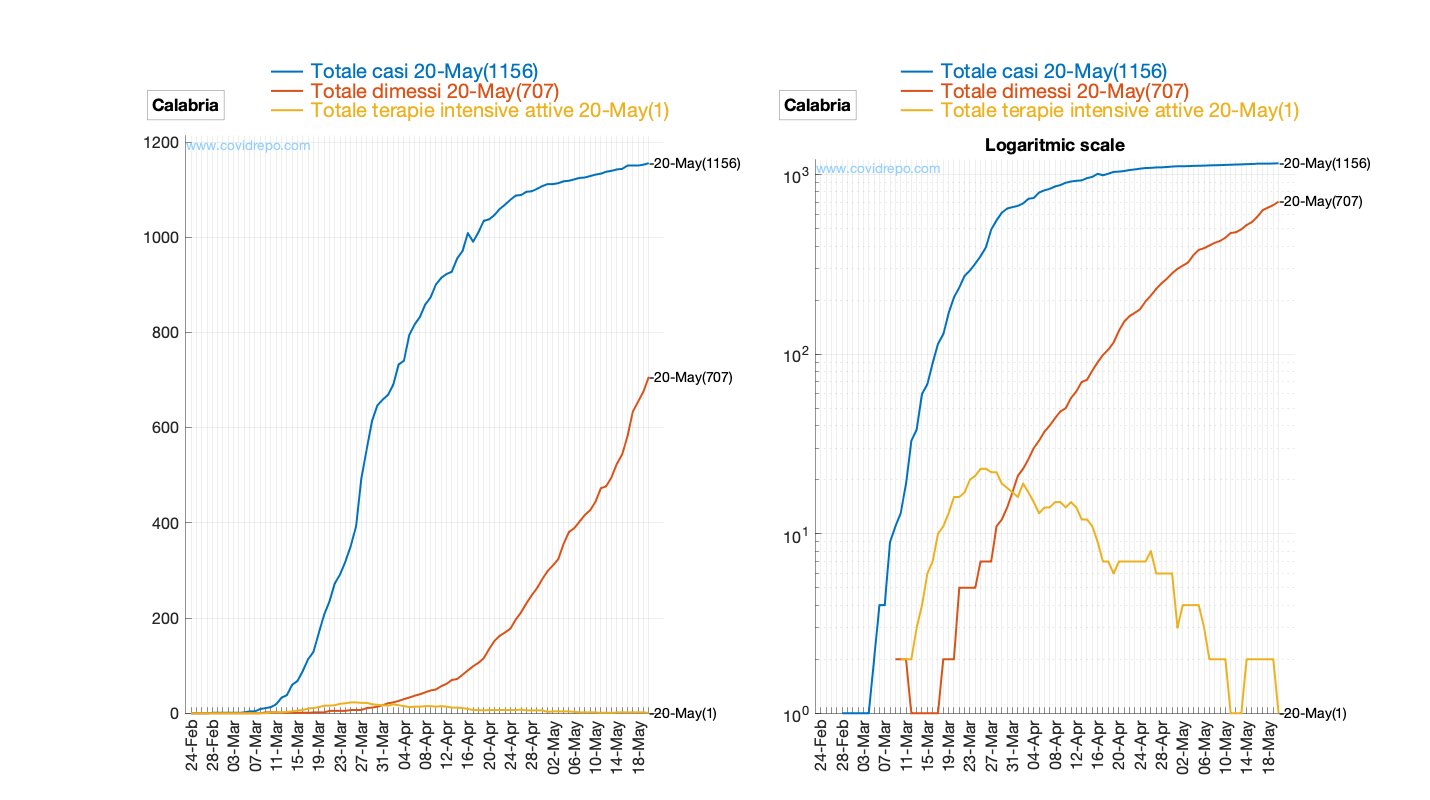 Totale casi 20-May(1156)
Totale dimessi 20-May(707)
Totale terapie intensive attive 20-May(1)
Calabria
www.covidrepo.com
1200
1000
800
600
400
200
0
-20-May(1156)
-20-May(707)
-20-May(1)
24-Feb
28-Feb
03-Mar
07-Mar
11-Mar
15-Mar
19-Mar
23-Mar
27-Mar
31-Mar
04-Apr
08-Apr
12-Apr
16-Apr
20-Apr
24-Apr
28-Apr
02-May
06-May
10-May
14-May
18-May
Totale casi 20-May(1156)
Totale dimessi 20-May(707)
Totale terapie intensive attive 20-May(1)
Calabria
Logaritmic scale
www.covidrepo.com
10^3
10^2
10^1
10^0
-20-May(1156)
-20-May(707)
-20-May(1)
24-Feb
28-Feb
03-Mar
07-Mar
11-Mar
15-Mar
19-Mar
23-Mar
27-Mar
31-Mar
04-Apr
08-Apr
12-Apr
16-Apr
20-Apr
24-Apr
28-Apr
02-May
06-May
10-May
14-May
18-May